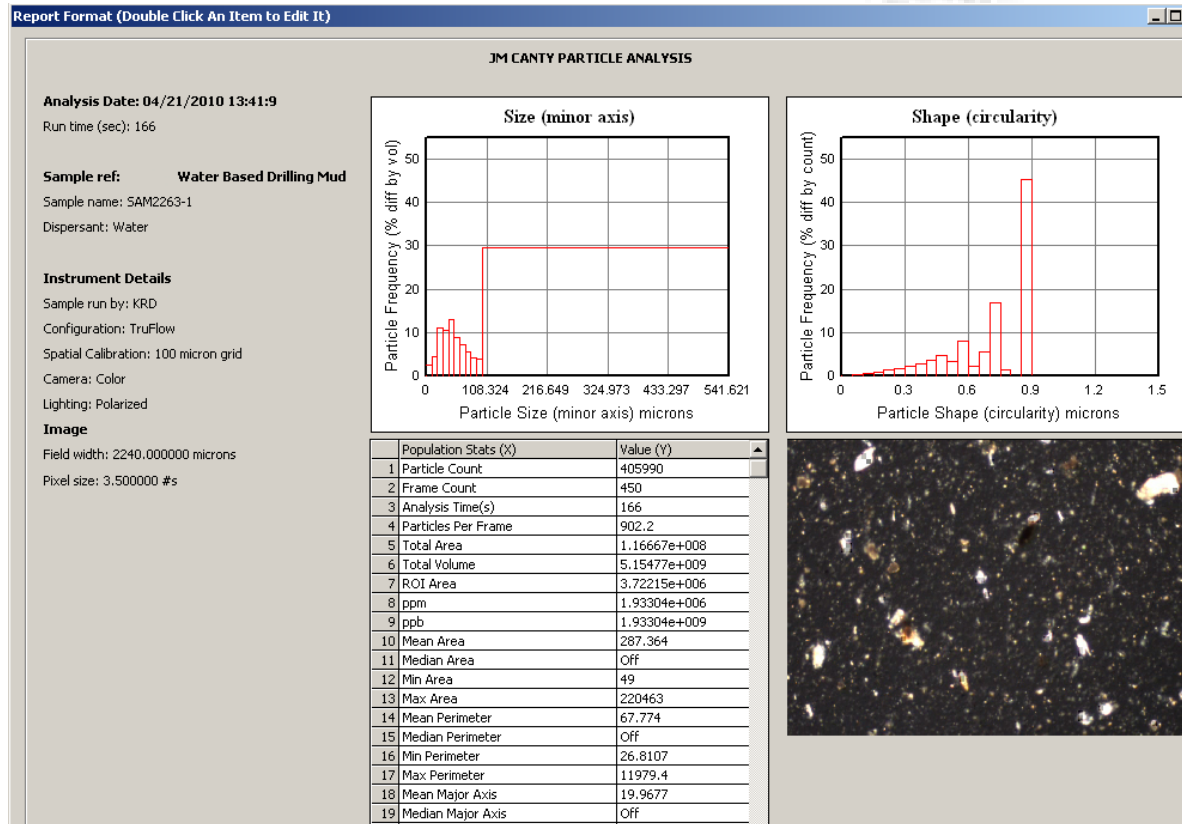 Report Format (Double Click An Item to Edit It)
JM CANTY PARTICLE ANALYSIS
Analysis Date: 04/21/2010 13:41:9
Run time (sec): 166
Sample ref: Water Based Drilling Mud
Sample name: SAM2263-1
Dispersant: Water
Instrument Details
Sample run by: KRD
Configuration: TruFlow
Spatial Calibration: 100 micron grid
Camera: Color
Lighting: Polarized
Image
Field width: 2240.000000 microns
Pixel size: 3.500000 #s
Size (minor axis)
Particle Frequency (% diff by vol)
50
40
30
20
10
0
0 108.324 216.649 324.973 433.297 541.621
Particle Size (minor axis) microns
Shape (circularity)
Particle Frequency (% diff by count)
50
40
30
20
10
0
0 0.3 0.6 0.9 1.2 1.5
Particle Shape (circularity) microns
Population Stats (X) Value (Y)
1 Particle Count 405990
2 Frame Count 450
3 Analysis Time(s) 166
4 Particles Per Frame 902.2
5 Total Area 1.16667e+008
6 Total Volume 5.15477e+009
7 ROI Area 3.72215e+006
8 ppm 1.93304e+006
9 ppb 1.93304e+009
10 Mean Area 287.364
11 Median Area Off
12 Min Area 49
13 Max Area 220463
14 Mean Perimeter 67.774
15 Median Perimeter Off
16 Min Perimeter 26.8107
17 Max Perimeter 11979.4
18 Mean Major Axis 19.9677
19 Median Major Axis Off